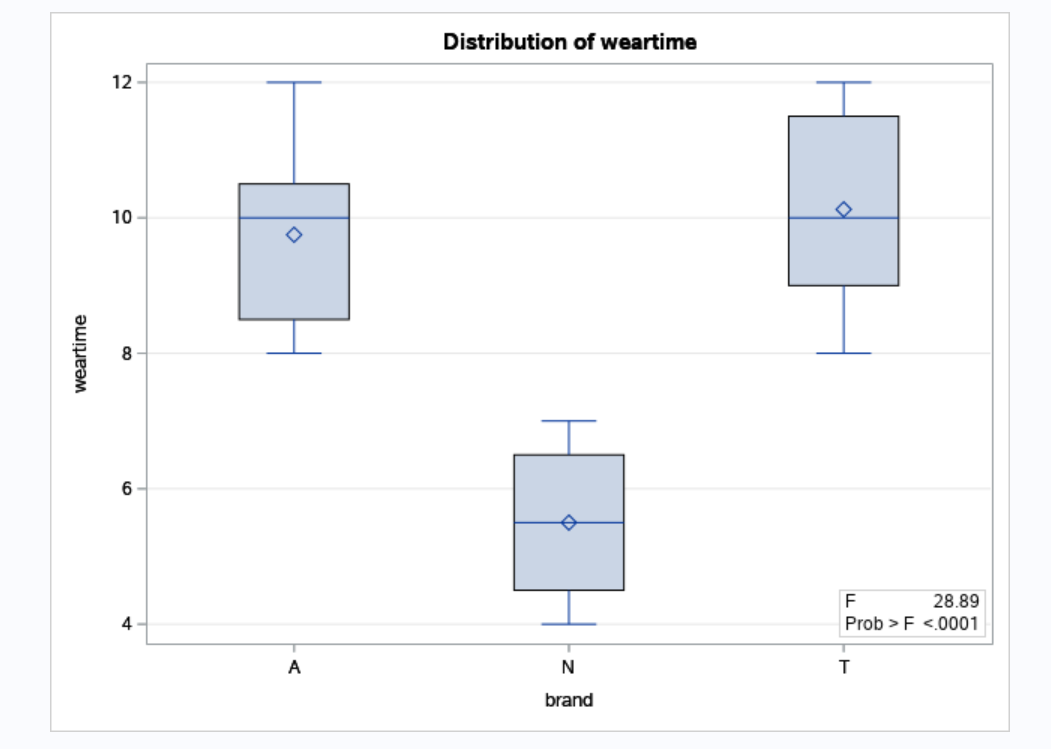 Distribution of weartime
12
10
8
6
4
weartime
F 28.89
Prob > F <.0001
A N T
brand